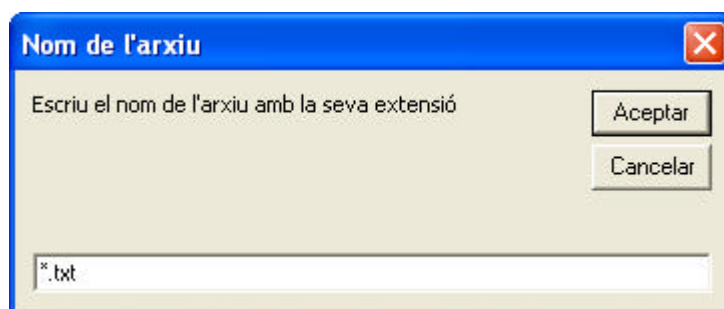 Nom de l'arxiu
Escriu el nom de l'arxiu amb la seva extensió
Aceptar
Cancelar
*.txt